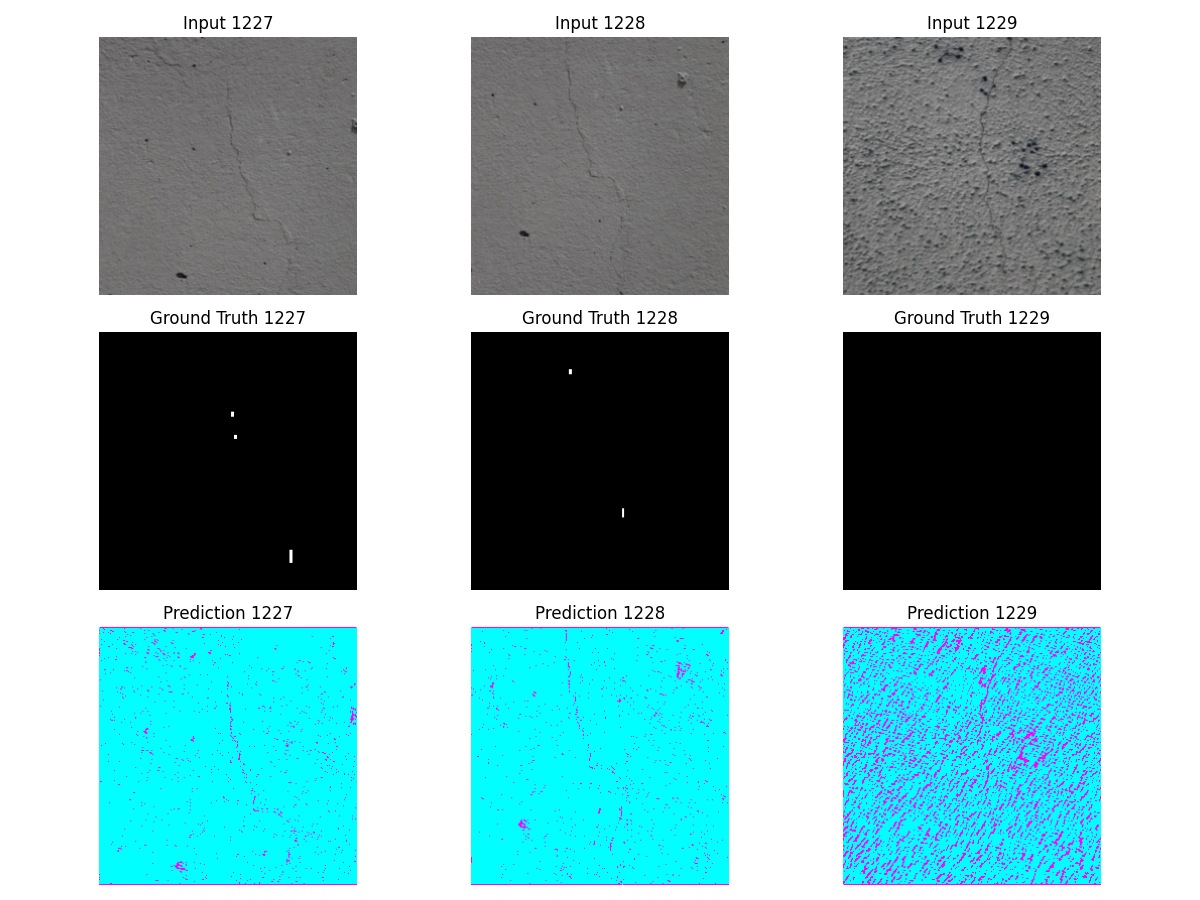 Input 1227
Input 1228
Input 1229
Ground Truth 1227
Ground Truth 1228
Ground Truth 1229
Prediction 1227
Prediction 1228
Prediction 1229